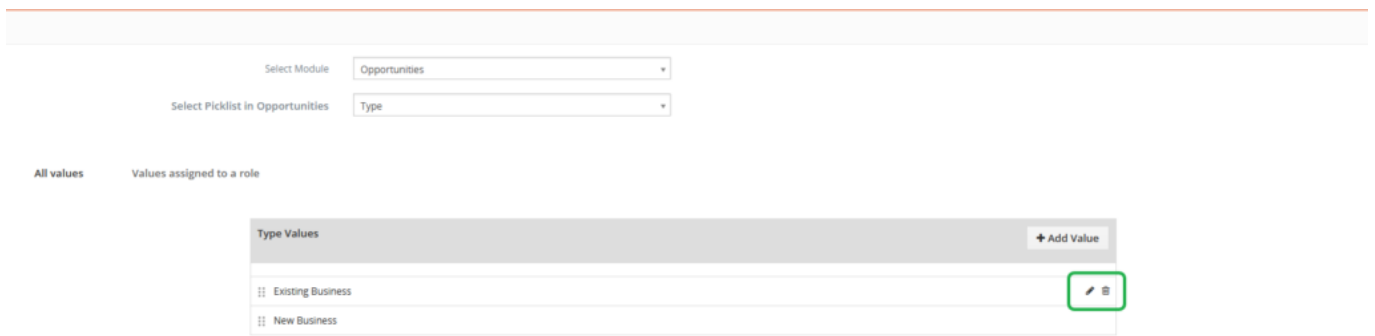 Select Module Opportunities
Select Picklist in Opportunities Type
All values Values assigned to a role
Type Values + Add Value
Existing Business
New Business